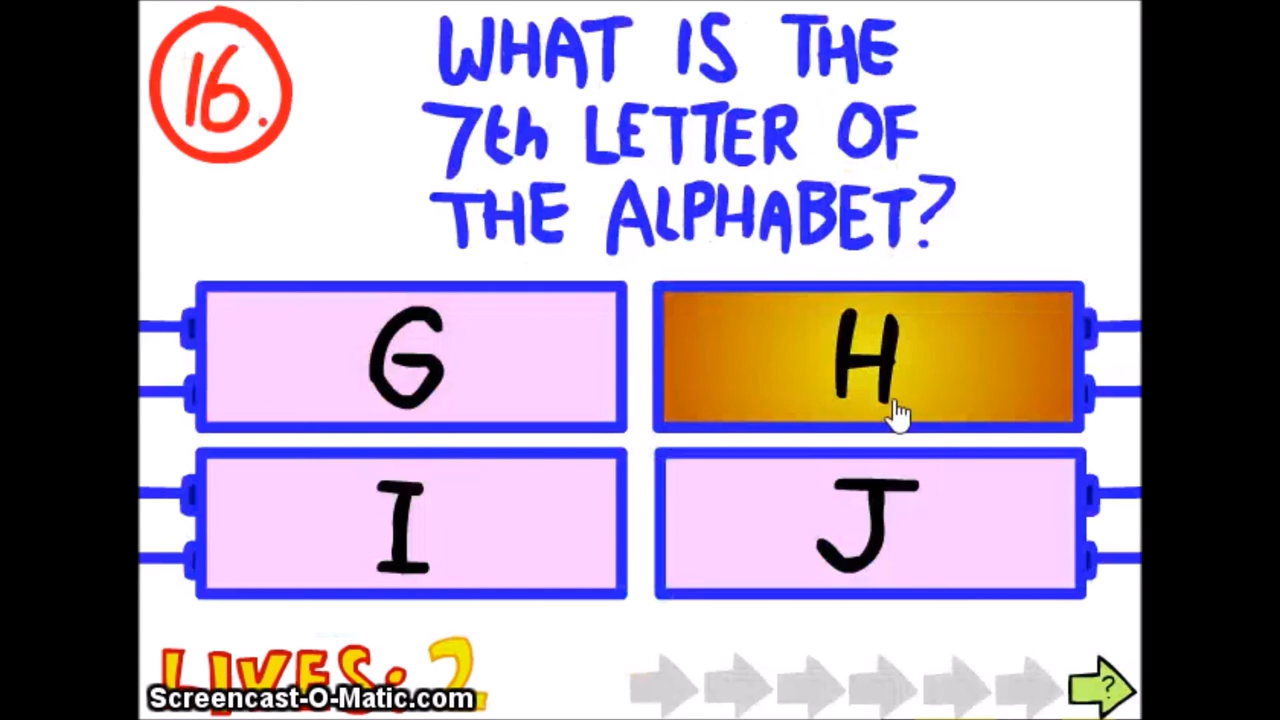 16.
WHAT IS THE
7th LETTER OF
THE ALPHABET?
G
H
I
J
LIVES: 2
?
Screencast-O-Matic.com